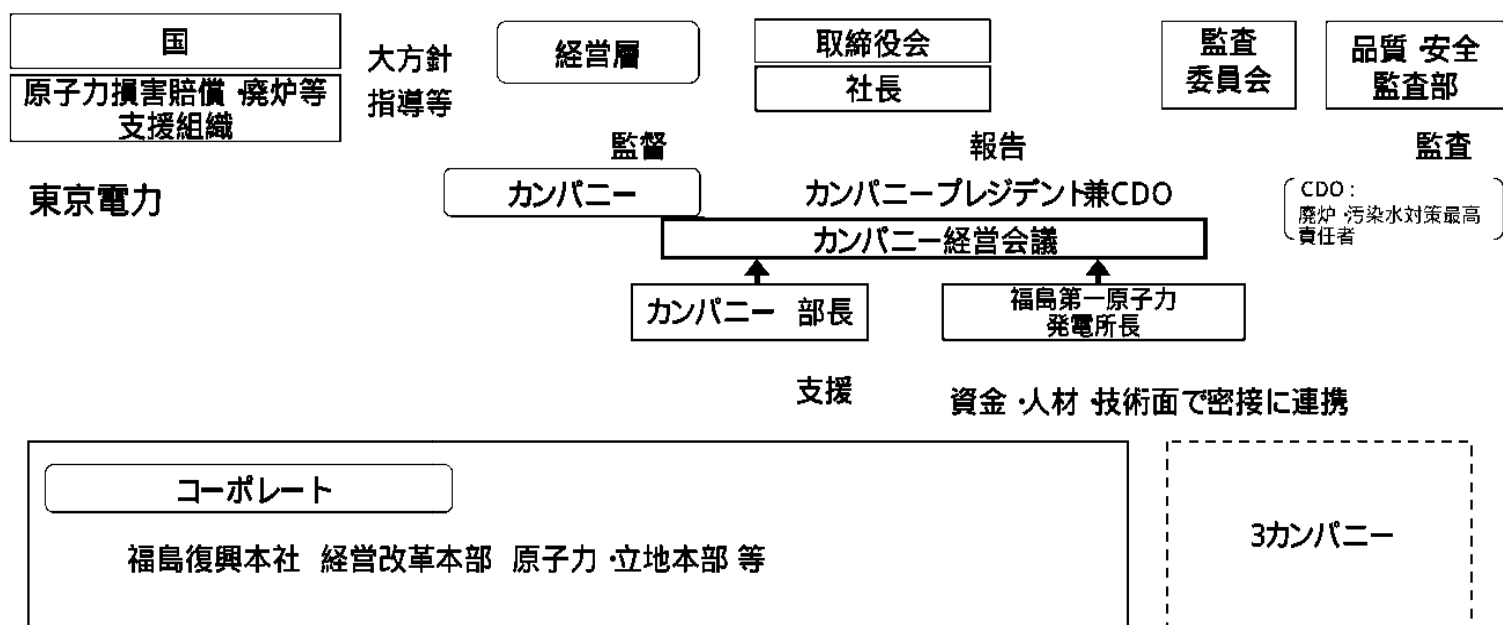 国
原子力損害賠償・廃炉等
支援組織
大方針
指導等
経営層
取締役会
社長
監査
委員会
品質・安全
監査部
監督
報告
監査
東京電力
カンパニー
カンパニープレジデント兼CDO
CDO:
廃炉・汚染水対策最高
責任者
カンパニー経営会議
カンパニー 部長
福島第一原子力
発電所長
支援
資金・人材・技術面で密接に連携
コーポレート
福島復興本社 経営改革本部 原子力・立地本部 等
3カンパニー